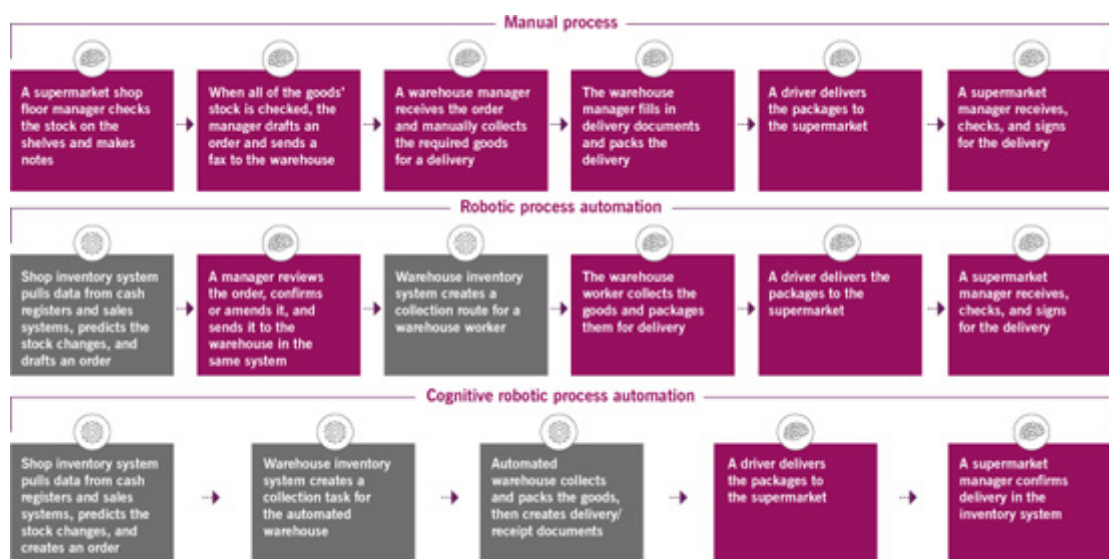 Manual process
A supermarket shop
floor manager checks
the stock on the
shelves and makes
notes
When all of the goods'
stock is checked, the
manager drafts an
order and sends a
fax to the warehouse
A warehouse manager
receives the order
and manually collects
the required goods
for a delivery
The warehouse
manager fills in
delivery documents
and packs the
delivery
A driver delivers
the packages to
the supermarket
A supermarket
manager receives,
checks, and signs
for the delivery
Robotic process automation
Shop inventory system
pulls data from cash
registers and sales
systems, predicts the
stock changes, and
drafts an order
A manager reviews
the order, confirms
or amends it, and
sends it to the
warehouse in the
same system
Warehouse inventory
system creates a
collection route for a
warehouse worker
The warehouse
worker collects the
goods and packages
them for delivery
A driver delivers the
packages to the
supermarket
A supermarket
manager receives,
checks, and signs
for the delivery
Cognitive robotic process automation
Shop inventory system
pulls data from cash
registers and sales
systems, predicts the
stock changes, and
creates an order
Warehouse inventory
system creates a
collection task for
the automated
warehouse
Automated
warehouse collects
and packs the goods,
then creates delivery/
receipt documents
A driver delivers
the packages to
the supermarket
A supermarket
manager confirms
delivery in the
inventory system